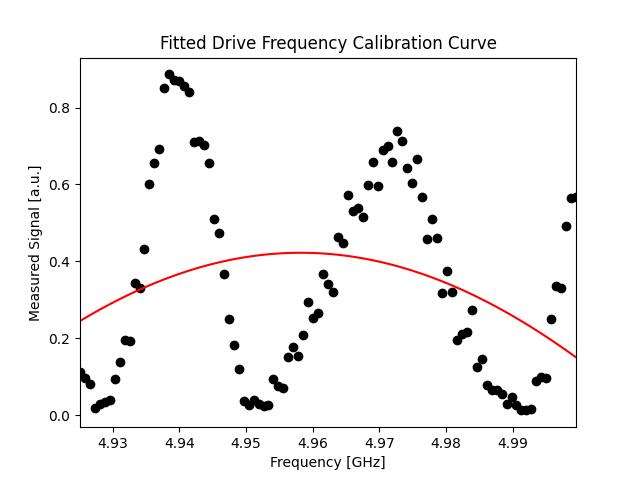 Fitted Drive Frequency Calibration Curve
Measured Signal [a.u.]
0.8
0.6
0.4
0.2
0.0
4.93 4.94 4.95 4.96 4.97 4.98 4.99
Frequency [GHz]